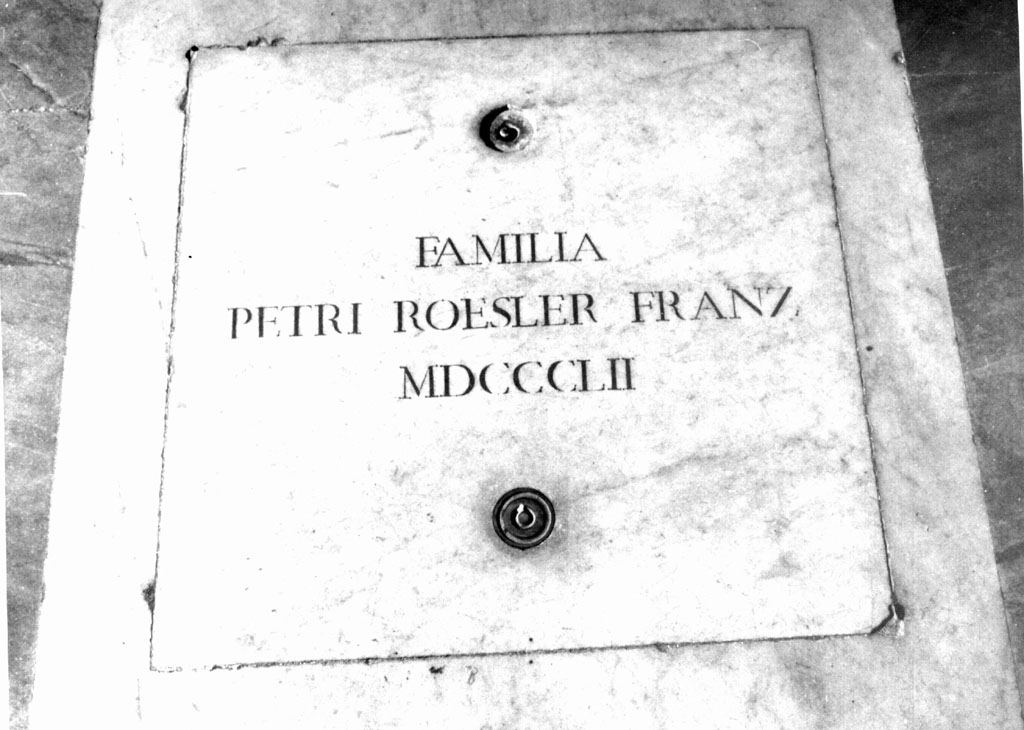 FAMILIA
PETRI ROESLER FRANZ
MDCCCLII